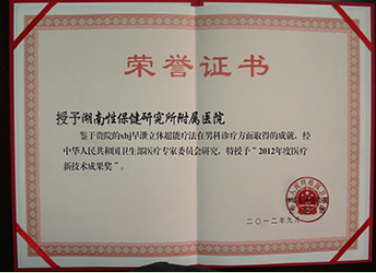 荣誉证书
授予湖南性保健研究所附属医院
鉴于贵院的xbj早泄立体超能疗法在男科诊疗方面取得的成就，经
中华人民共和国卫生部医疗专家委员会研究，特授予“2012年度医疗
新技术成果奖”。
二〇一二年九月